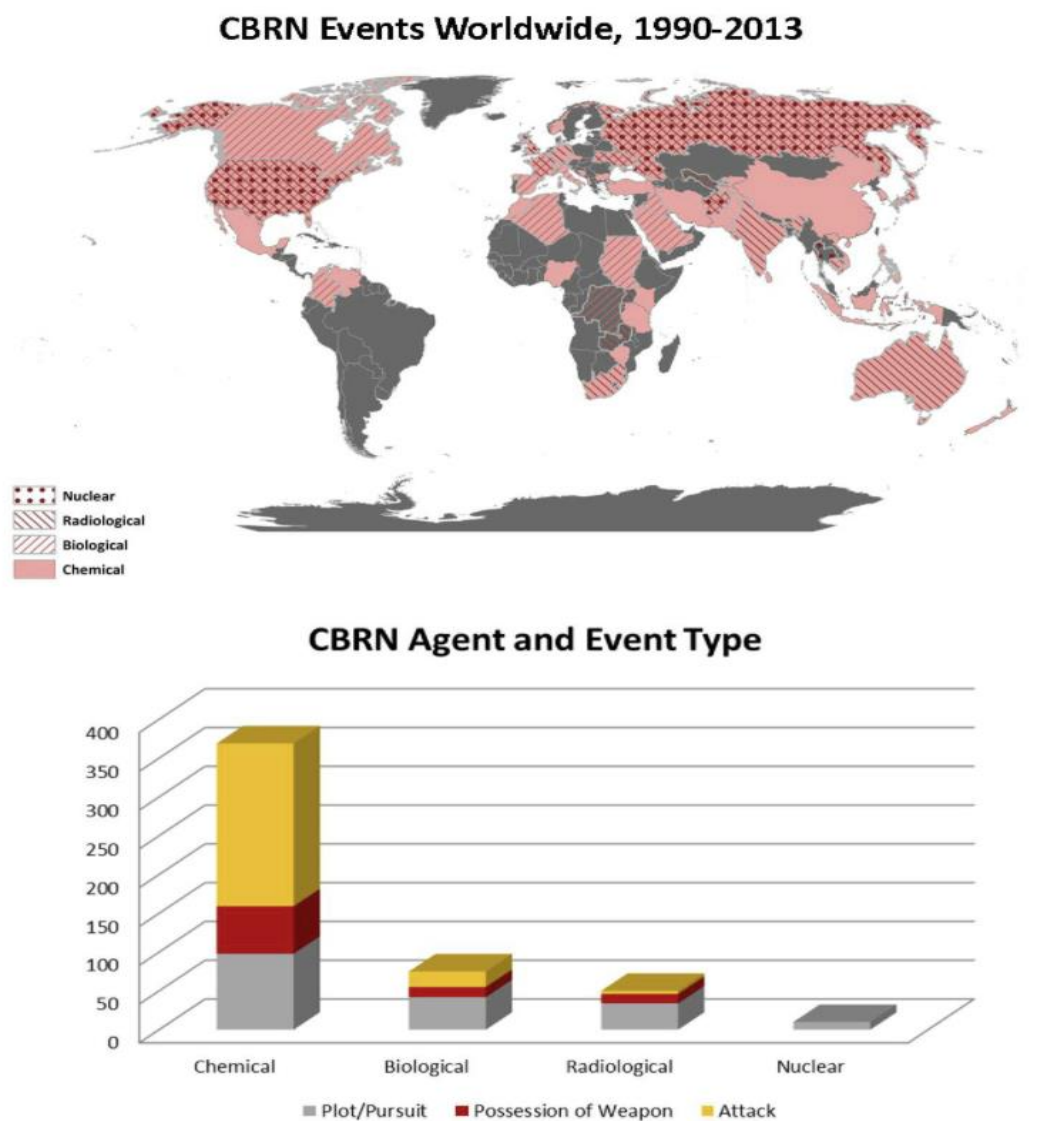 CBRN Events Worldwide, 1990-2013
Nuclear
Radiological
Biological
Chemical
CBRN Agent and Event Type
400
350
300
250
200
150
100
50
0
Chemical Biological Radiological Nuclear
Plot/Pursuit Possession of Weapon Attack